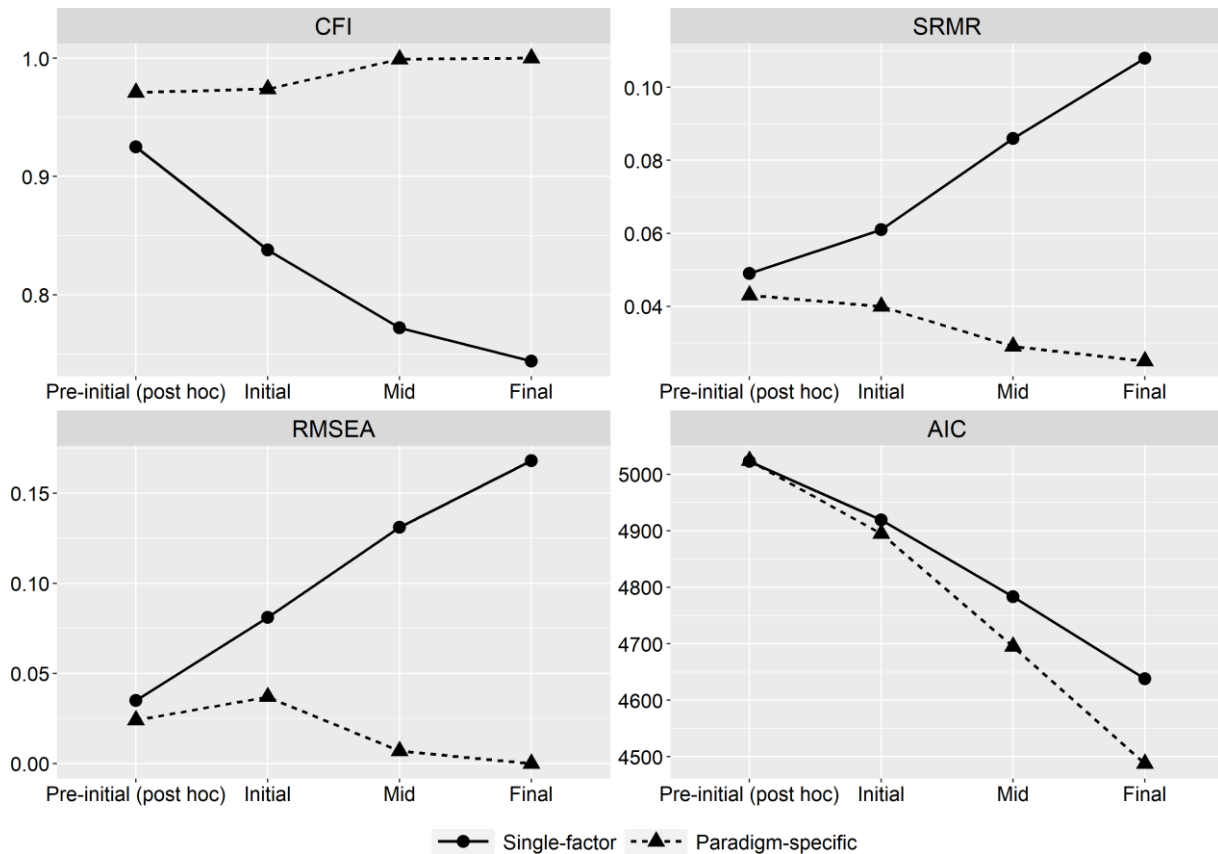 CFI
SRMR
1.0
0.9
0.8
0.10
0.08
0.06
0.04
Pre-initial (post hoc) Initial Mid Final
Pre-initial (post hoc) Initial Mid Final
RMSEA
AIC
0.15
0.10
0.05
0.00
5000
4900
4800
4700
4600
4500
Pre-initial (post hoc) Initial Mid Final
Pre-initial (post hoc) Initial Mid Final
Single-factor Paradigm-specific